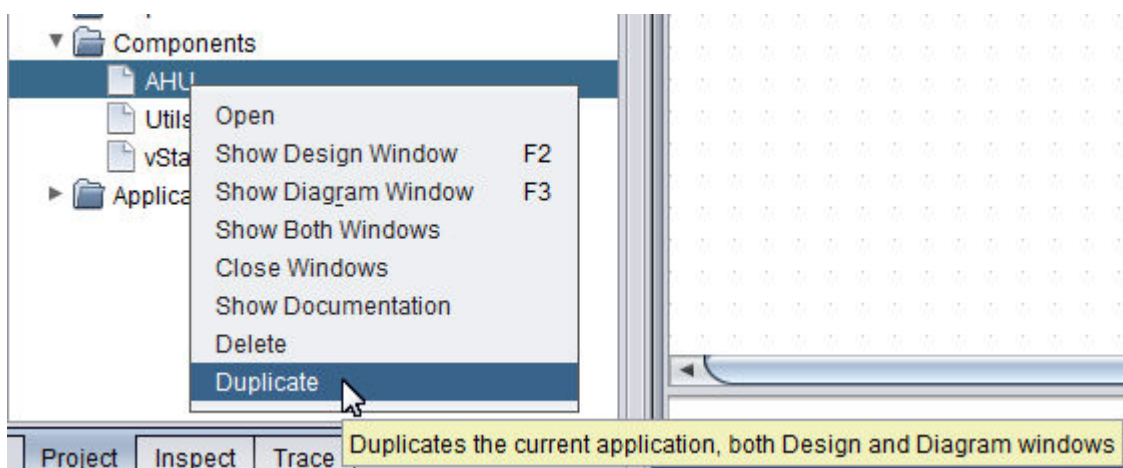 Components
AHU
Utils
vSta
Applica
Open
Show Design Window F2
Show Diagram Window F3
Show Both Windows
Close Windows
Show Documentation
Delete
Duplicate
Duplicates the current application, both Design and Diagram windows
Project Inspect Trace